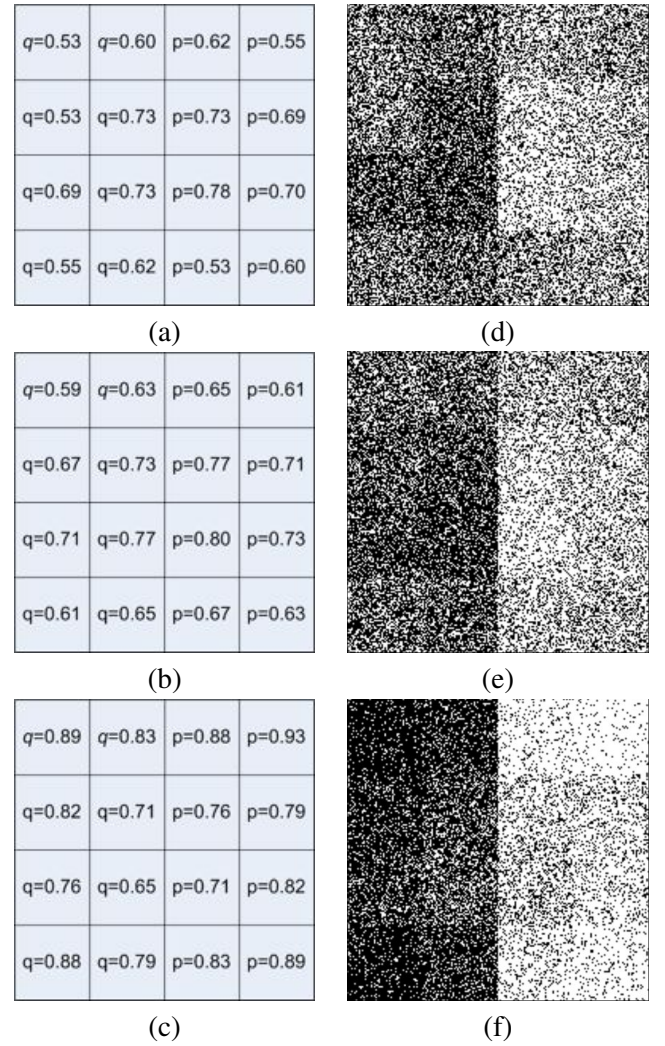 q=0.53 q=0.60 p=0.62 p=0.55
q=0.53 q=0.73 p=0.73 p=0.69
q=0.69 q=0.73 p=0.78 p=0.70
q=0.55 q=0.62 p=0.53 p=0.60
(a) (d)
q=0.59 q=0.63 p=0.65 p=0.61
q=0.67 q=0.73 p=0.77 p=0.71
q=0.71 q=0.77 p=0.80 p=0.73
q=0.61 q=0.65 p=0.67 p=0.63
(b) (e)
q=0.89 q=0.83 p=0.88 p=0.93
q=0.82 q=0.71 p=0.76 p=0.79
q=0.76 q=0.65 p=0.71 p=0.82
q=0.88 q=0.79 p=0.83 p=0.89
(c) (f)